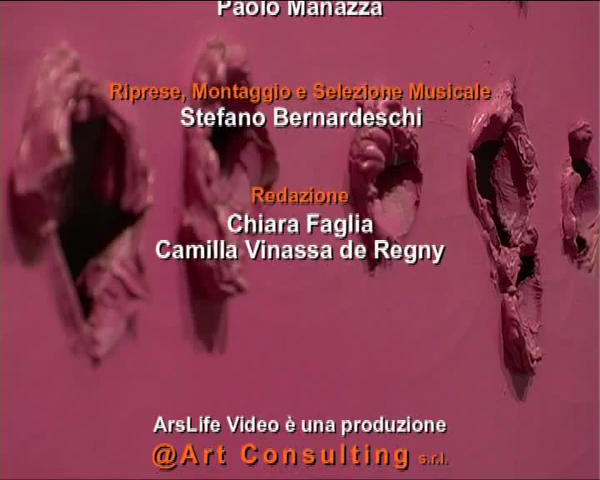 Paolo Manazza
Riprese, Montaggio e Selezione Musicale
Stefano Bernardeschi
Redazione
Chiara Faglia
Camilla Vinassa de Regny
ArsLife Video è una produzione
@Art Consulting s.r.l.